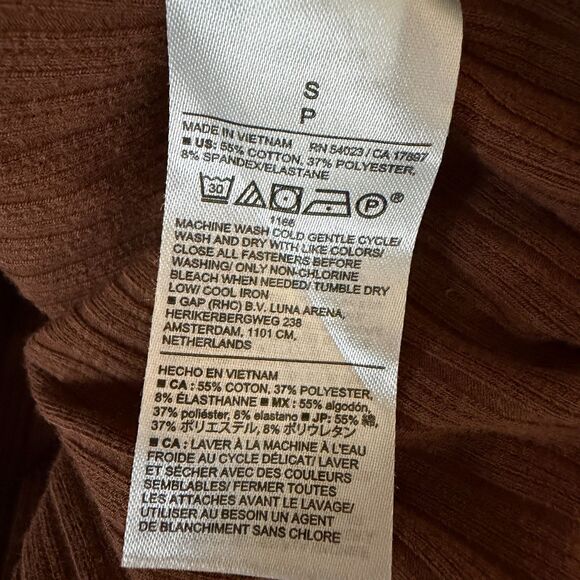 S
P
MADE IN VIETNAM RN 54023 / CA 17897
■ US: 55% COTTON, 37% POLYESTER,
8% SPANDEX/ELASTANE
30 P ®
1166
MACHINE WASH COLD GENTLE CYCLE/
WASH AND DRY WITH LIKE COLORS/
CLOSE ALL FASTENERS BEFORE
WASHING/ ONLY NON-CHLORINE
BLEACH WHEN NEEDED/ TUMBLE DRY
LOW/ COOL IRON
■ GAP (RHC) B.V. LUNA ARENA,
HERIKERBERGWEG 238
AMSTERDAM, 1101 CM,
NETHERLANDS
HECHO EN VIETNAM
■ CA : 55% COTON, 37% POLYESTER,
8% ÉLASTHANNE ■ MX : 55% algodón,
37% poliéster, 8% elastano ■ JP: 55% 綿,
37% ポリエステル, 8% ポリウレタン
■ CA : LAVER À LA MACHINE À L'EAU
FROIDE AU CYCLE DÉLICAT/ LAVER
ET SÉCHER AVEC DES COULEURS
SEMBLABLES/ FERMER TOUTES
LES ATTACHES AVANT LE LAVAGE/
UTILISER AU BESOIN UN AGENT
DE BLANCHIMENT SANS CHLORE